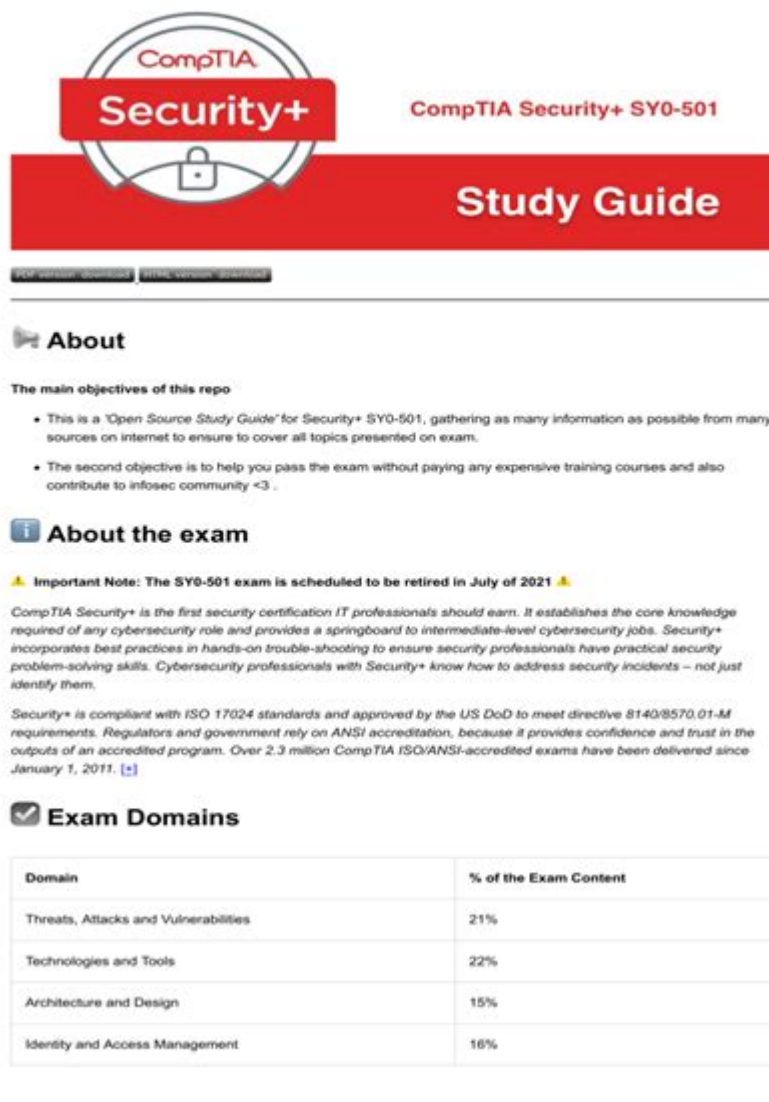 CompTIA
Security+
CompTIA Security+ SY0-501
Study Guide
PDF version download HTML version download
About
The main objectives of this repo
• This is a 'Open Source Study Guide' for Security+ SY0-501, gathering as many information as possible from many
sources on internet to ensure to cover all topics presented on exam.
• The second objective is to help you pass the exam without paying any expensive training courses and also
contribute to infosec community <3 .
About the exam
Important Note: The SY0-501 exam is scheduled to be retired in July of 2021
CompTIA Security+ is the first security certification IT professionals should earn. It establishes the core knowledge
required of any cybersecurity role and provides a springboard to intermediate-level cybersecurity jobs. Security+
incorporates best practices in hands-on trouble-shooting to ensure security professionals have practical security
problem-solving skills. Cybersecurity professionals with Security+ know how to address security incidents – not just
identify them.
Security+ is compliant with ISO 17024 standards and approved by the US DoD to meet directive 8140/8570.01-M
requirements. Regulators and government rely on ANSI accreditation, because it provides confidence and trust in the
outputs of an accredited program. Over 2.3 million CompTIA ISO/ANSI-accredited exams have been delivered since
January 1, 2011. [+]
Exam Domains
Domain % of the Exam Content
Threats, Attacks and Vulnerabilities 21%
Technologies and Tools 22%
Architecture and Design 15%
Identity and Access Management 16%